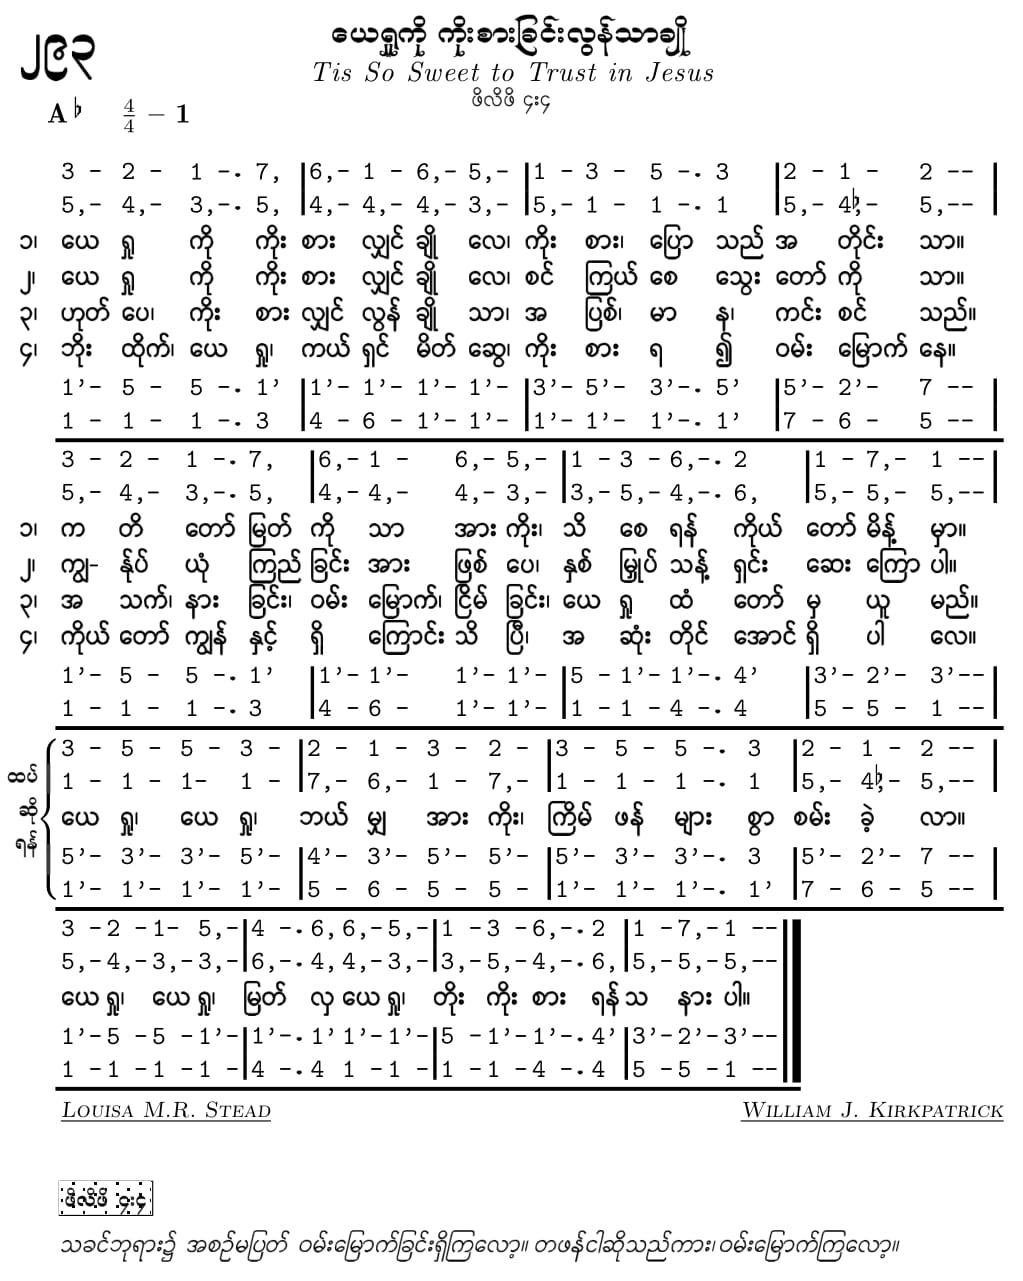 ၂၉၃
ယေရှုကို ကိုးစားခြင်းလွန်သာချို
Tis So Sweet to Trust in Jesus
ဖိလိဖိ ၄း၄
A♭ 4/4 – 1
3 - 2 - 1 -. 7, |6,- 1 - 6,- 5,- |1 - 3 - 5 -. 3 |2 - 1 - 2 -- |
5,- 4,- 3,-. 5, |4,- 4,- 4,- 3,- |5,- 1 - 1 -. 1 |5,- 4♭,- 5,-- |
၁၊ ယေ ရှု ကို ကိုး စား လျှင် ချို လေ၊ ကိုး စား၊ ပြော သည် အ တိုင်း သာ။
၂၊ ယေ ရှု ကို ကိုး စား လျှင် ချို လေ၊ စင် ကြယ် စေ သွေး တော် ကို သာ။
၃၊ ဟုတ် ပေ၊ ကိုး စား လျှင် လွန် ချို သာ၊ အ ပြစ်၊ မာ န၊ ကင်း စင် သည်။
၄၊ ဘိုး ထိုက်၊ ယေ ရှု၊ ကယ် ရှင် မိတ် ဆွေ၊ ကိုး စား ရ ၍ ဝမ်း မြောက် နေ။
1’- 5 - 5 -. 1’ |1’- 1’- 1’- 1’- |3’- 5’- 3’-. 5’ |5’- 2’- 7 -- |
1 - 1 - 1 -. 3 |4 - 6 - 1’- 1’- |1’- 1’- 1’-. 1’ |7 - 6 - 5 -- |
3 - 2 - 1 -. 7, |6,- 1 - 6,- 5,- |1 - 3 - 6,-. 2 |1 - 7,- 1 -- |
5,- 4,- 3,-. 5, |4,- 4,- 4,- 3,- |3,- 5,- 4,-. 6, |5,- 5,- 5,-- |
၁၊ က တိ တော် မြတ် ကို သာ အား ကိုး၊ သိ စေ ရန် ကိုယ် တော် မိန့် မှာ။
၂၊ ကျွ- န်ုပ် ယုံ ကြည် ခြင်း အား ဖြစ် ပေ၊ နှစ် မြှုပ် သန့် ရှင်း ဆေး ကြော ပါ။
၃၊ အ သက်၊ နား ခြင်း၊ ဝမ်း မြောက်၊ ငြိမ် ခြင်း၊ ယေ ရှု ထံ တော် မှ ယူ မည်။
၄၊ ကိုယ် တော် ကျွန် နှင့် ရှိ ကြောင်း သိ ပြီ၊ အ ဆုံး တိုင် အောင် ရှိ ပါ လေ။
1’- 5 - 5 -. 1’ |1’- 1’- 1’- 1’- |5 - 1’- 1’-. 4’ |3’- 2’- 3’-- |
1 - 1 - 1 -. 3 |4 - 6 - 1’- 1’- |1 - 1 - 4 -. 4 |5 - 5 - 1 -- |
ထပ်ဆိုရန်
3 - 5 - 5 - 3 - |2 - 1 - 3 - 2 - |3 - 5 - 5 -. 3 |2 - 1 - 2 -- |
1 - 1 - 1- 1 - |7,- 6,- 1 - 7,- |1 - 1 - 1 -. 1 |5,- 4♭,- 5,-- |
ယေ ရှု၊ ယေ ရှု၊ ဘယ် မျှ အား ကိုး၊ ကြိမ် ဖန် များ စွာ စမ်း ခဲ့ လာ။
5’- 3’- 3’- 5’- |4’- 3’- 5’- 5’- |5’- 3’- 3’-. 3 |5’- 2’- 7 -- |
1’- 1’- 1’- 1’- |5 - 6 - 5 - 5 - |1’- 1’- 1’-. 1’ |7 - 6 - 5 -- |
3 -2 -1- 5,-|4 -.6,6,-5,-|1 -3 -6,-.2 |1 -7,-1 --
5,-4,-3,-3,-|6,-.4,4,-3,-|3,-5,-4,-.6,|5,-5,-5,--
ယေ ရှု၊ ယေ ရှု၊ မြတ် လှ ယေ ရှု၊ တိုး ကိုး စား ရန် သ နား ပါ။
1’-5 -5 -1’-|1’-.1’1’-1’-|5 -1’-1’-.4’|3’-2’-3’--
1 -1 -1 -1 -|4 -.4 1 -1 -|1 -1 -4 -.4 |5 -5 -1 --
LOUISA M.R. STEAD WILLIAM J. KIRKPATRICK
ဖိလိဖိ ၄း၄
သခင်ဘုရား၌ အစဉ်မပြတ် ဝမ်းမြောက်ခြင်းရှိကြလော့။ တဖန်ငါဆိုသည်ကား၊ ဝမ်းမြောက်ကြလော့။